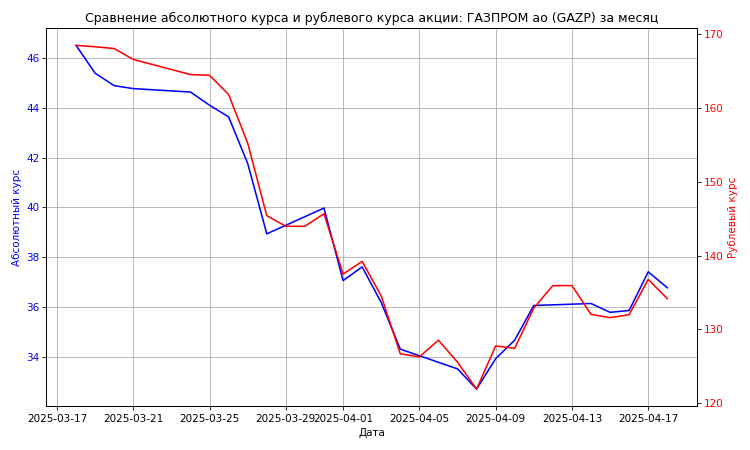 Сравнение абсолютного курса и рублевого курса акции: ГАЗПРОМ ао (GAZP) за месяц
Абсолютный курс
46
44
42
40
38
36
34
170
160
150
140
130
120
Рублевый курс
2025-03-17 2025-03-21 2025-03-25 2025-03-29 2025-04-01 2025-04-05 2025-04-09 2025-04-13 2025-04-17
Дата